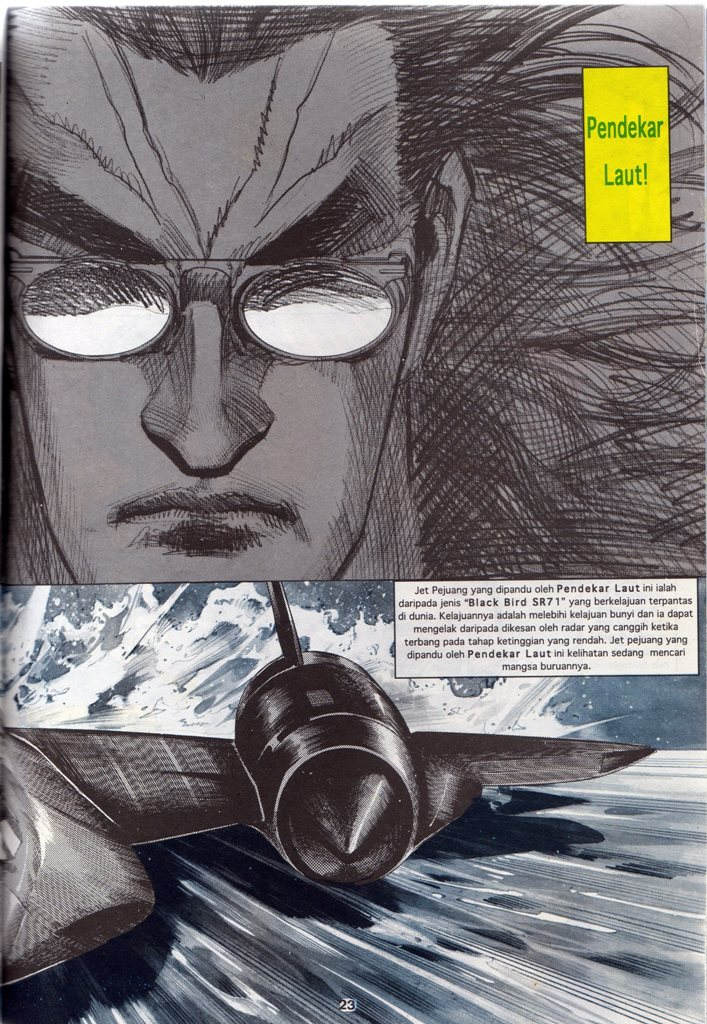 Pendekar
Laut!
Jet Pejuang yang dipandu oleh Pendekar Laut ini ialah
daripada jenis "Black Bird SR71" yang berkelajuan terpantas
di dunia. Kelajuannya adalah melebihi kelajuan bunyi dan ia dapat
mengelak daripada dikesan oleh radar yang canggih ketika
terbang pada tahap ketinggian yang rendah. Jet pejuang yang
dipandu oleh Pendekar Laut ini kelihatan sedang mencari
mangsa buruannya.
23